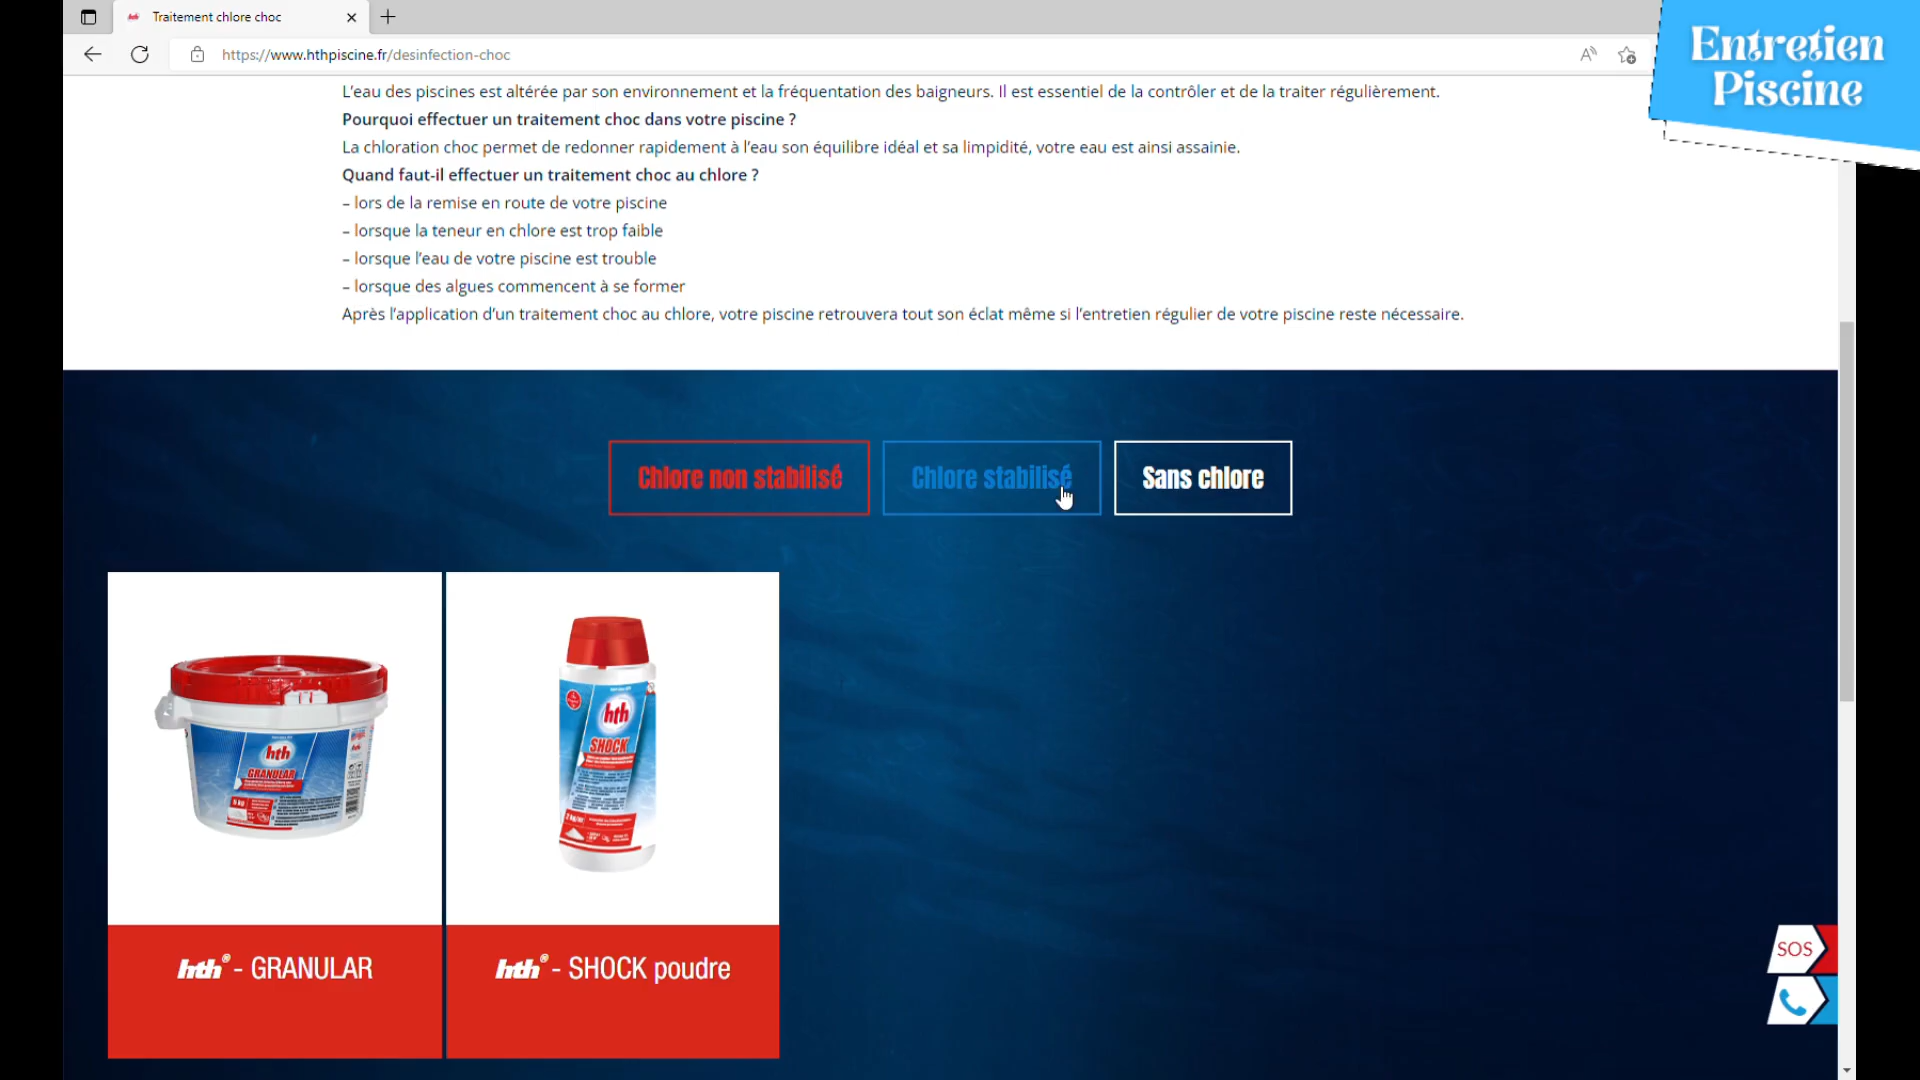 Traitement chlore choc
https://www.hthpiscine.fr/desinfection-choc
Entretien
Piscine
L'eau des piscines est altérée par son environnement et la fréquentation des baigneurs. Il est essentiel de la contrôler et de la traiter régulièrement.
Pourquoi effectuer un traitement choc dans votre piscine ?
La chloration choc permet de redonner rapidement à l'eau son équilibre idéal et sa limpidité, votre eau est ainsi assainie.
Quand faut-il effectuer un traitement choc au chlore ?
– lors de la remise en route de votre piscine
– lorsque la teneur en chlore est trop faible
– lorsque l'eau de votre piscine est trouble
– lorsque des algues commencent à se former
Après l'application d'un traitement choc au chlore, votre piscine retrouvera tout son éclat même si l'entretien régulier de votre piscine reste nécessaire.
Chlore non stabilisé
Chlore stabilisé
Sans chlore
hth
GRANULAR
5 kg
hth
SHOCK
hth® - GRANULAR
hth® - SHOCK poudre
SOS